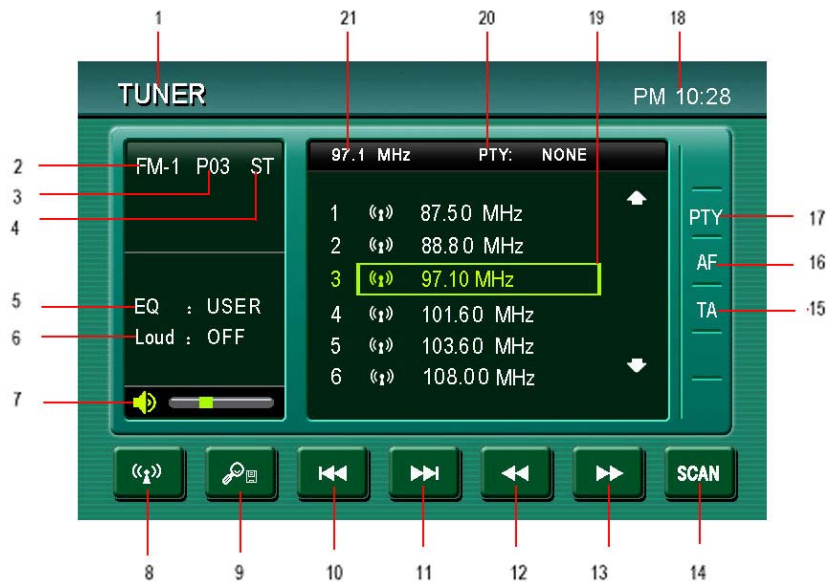 1 21 20 19 18
TUNER PM 10:28
2 FM-1 P03 ST
3
4
97.1 MHz PTY: NONE
1 87.50 MHz
2 88.80 MHz
3 97.10 MHz
4 101.60 MHz
5 103.60 MHz
6 108.00 MHz
PTY 17
AF 16
TA 15
5 EQ : USER
6 Loud : OFF
7
SCAN
8 9 10 11 12 13 14